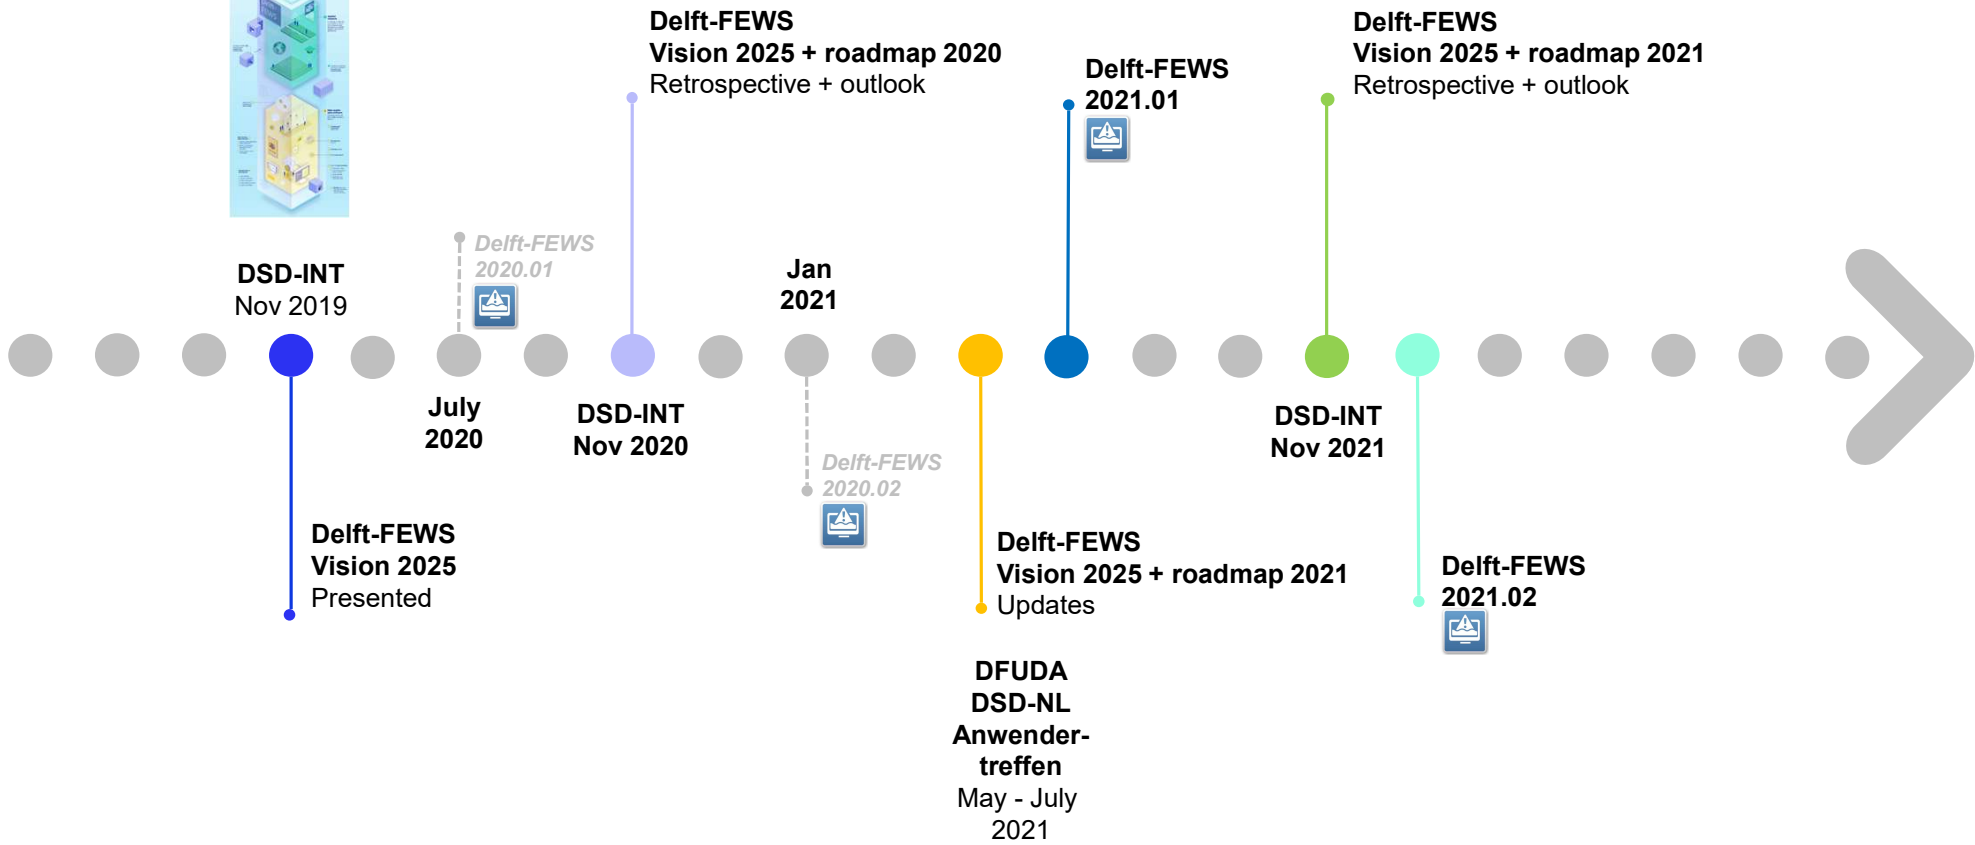 Delft-FEWS
Vision 2025 + roadmap 2020
Retrospective + outlook
Delft-FEWS
2021.01
Delft-FEWS
Vision 2025 + roadmap 2021
Retrospective + outlook
DSD-INT
Nov 2019
Delft-FEWS
2020.01
Jan
2021
July
2020
DSD-INT
Nov 2020
DSD-INT
Nov 2021
Delft-FEWS
2020.02
Delft-FEWS
Vision 2025
Presented
Delft-FEWS
Vision 2025 + roadmap 2021
Updates
Delft-FEWS
2021.02
DFUDA
DSD-NL
Anwender-
treffen
May - July
2021